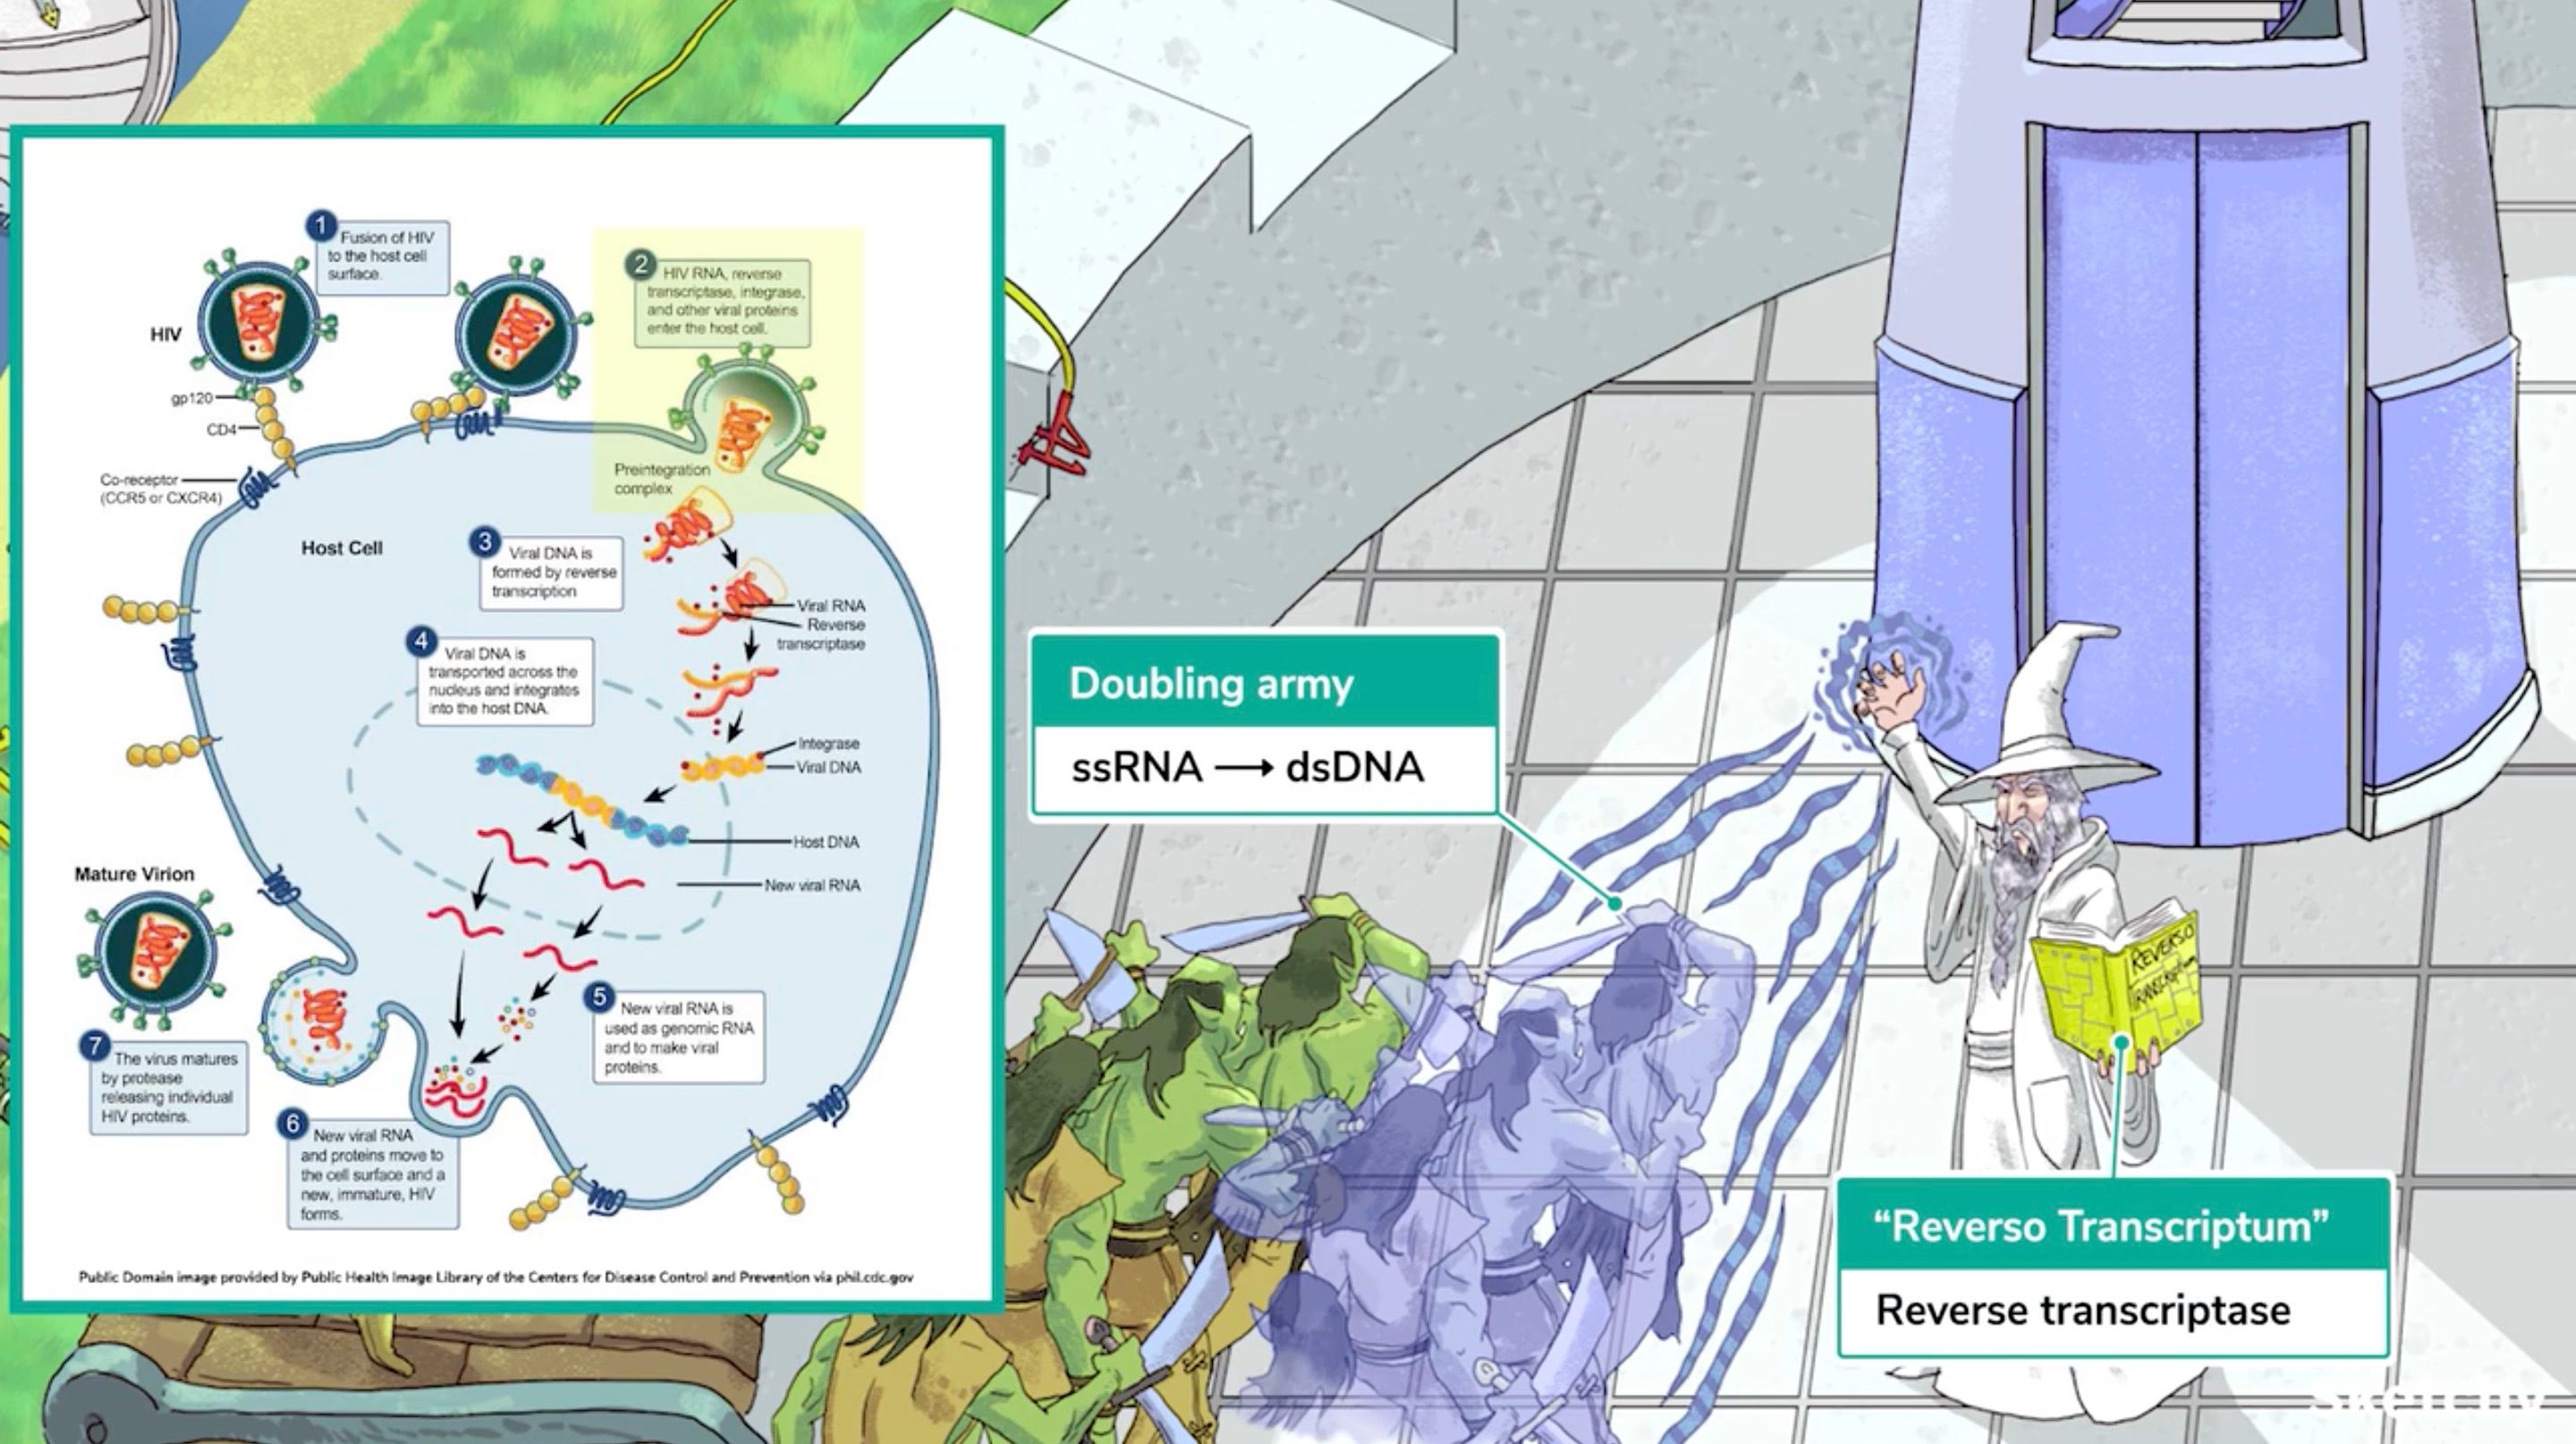 1
Fusion of HIV
to the host cell
surface.
2
HIV RNA, reverse
transcriptase, integrase,
and other viral proteins
enter the host cell.
HIV
gp120
CD4
Co-receptor
(CCR5 or CXCR4)
Preintegration
complex
Host Cell
3
Viral DNA is
formed by reverse
transcription
Viral RNA
Reverse
transcriptase
4
Viral DNA is
transported across the
nucleus and integrates
into the host DNA.
Integrase
Viral DNA
Host DNA
New viral RNA
Mature Virion
5
New viral RNA is
used as genomic RNA
and to make viral
proteins.
7
The virus matures
by protease
releasing individual
HIV proteins.
6
New viral RNA
and proteins move to
the cell surface and a
new, immature, HIV
forms.
Public Domain image provided by Public Health Image Library of the Centers for Disease Control and Prevention via phil.cdc.gov
Doubling army
ssRNA → dsDNA
REVERSO
TRANSCRIPTUM
“Reverso Transcriptum”
Reverse transcriptase
sketchy